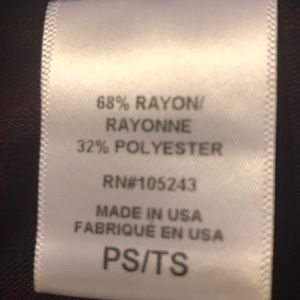 68% RAYON/
RAYONNE
32% POLYESTER
RN#105243
MADE IN USA
FABRIQUÉ EN USA
PS/TS